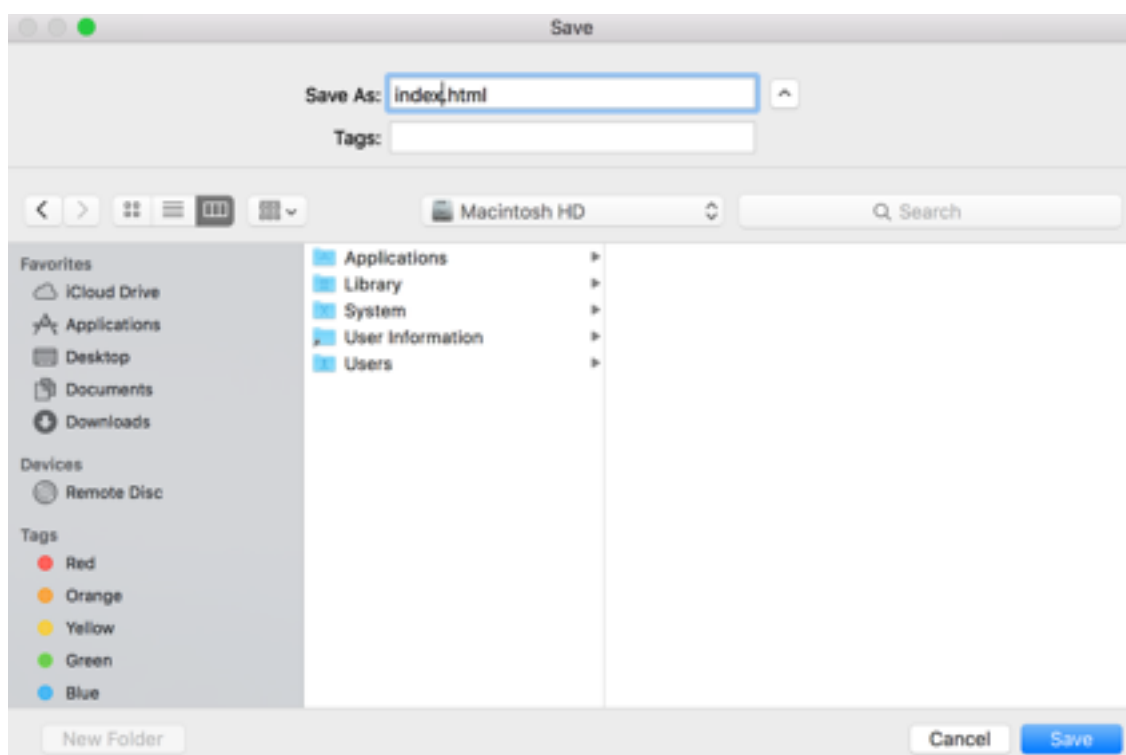 Save
Save As: index.html
Tags:
Macintosh HD
Search
Favorites
iCloud Drive
Applications
Desktop
Documents
Downloads
Devices
Remote Disc
Tags
Red
Orange
Yellow
Green
Blue
Applications
Library
System
User Information
Users
New Folder
Cancel
Save